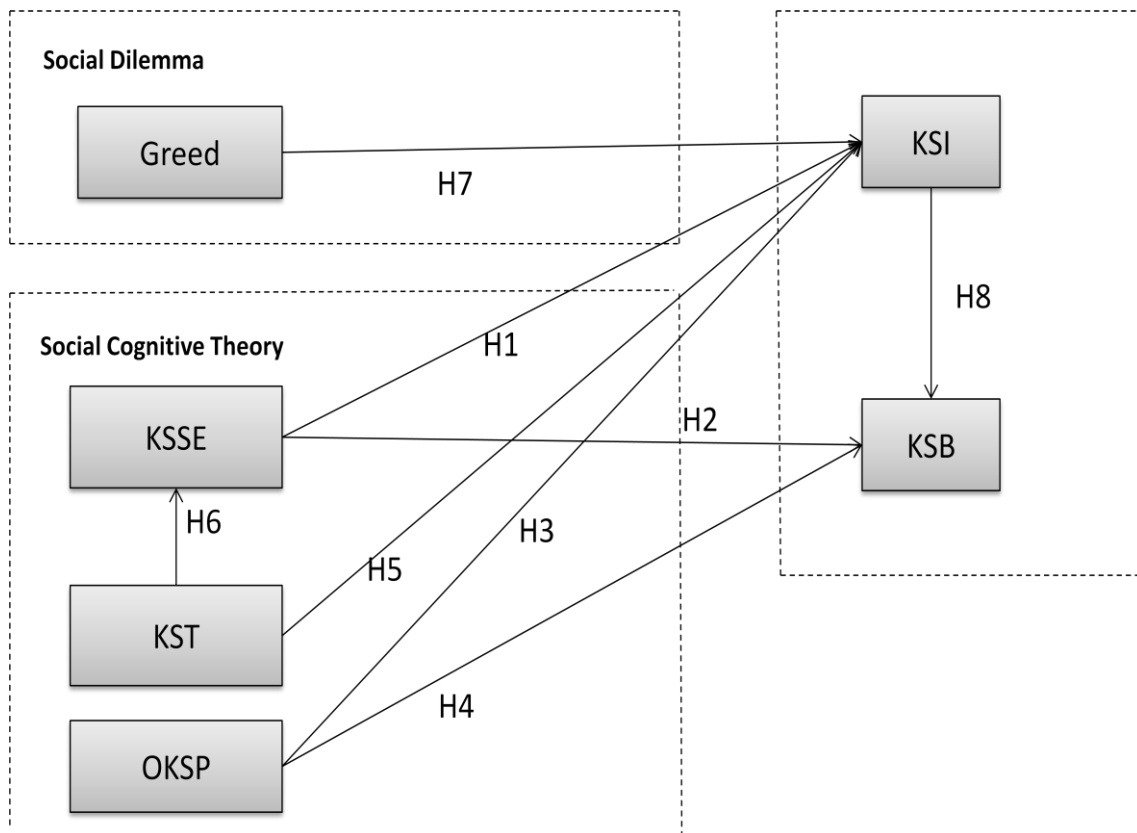 Social Dilemma
Greed
H7
KSI
H8
Social Cognitive Theory
H1
KSSE
H2
KSB
H6
H3
H5
KST
H4
OKSP